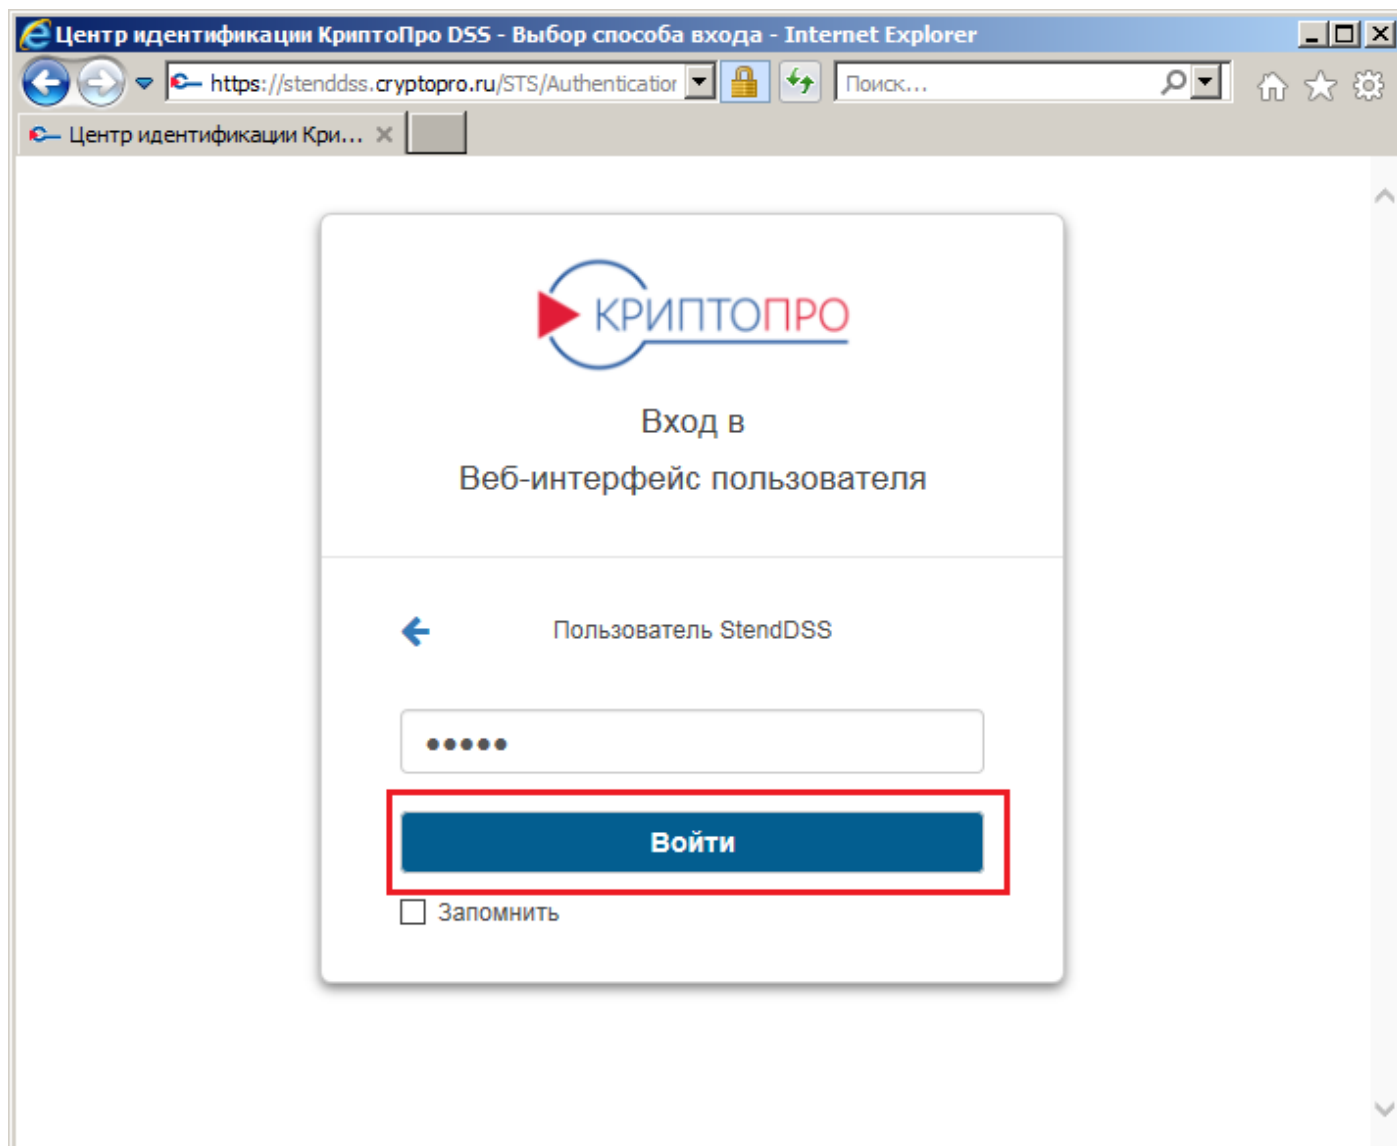 Центр идентификации КриптоПро DSS - Выбор способа входа - Internet Explorer
https://stenddss.cryptopro.ru/STS/Authentication
Поиск...
Центр идентификации Кри...
КРИПТОПРО
Вход в
Веб-интерфейс пользователя
Пользователь StendDSS
Войти
Запомнить